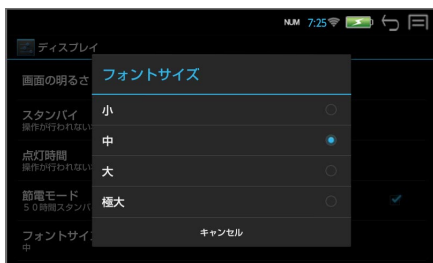 NUM 7:25
ディスプレイ
画面の明るさ
フォントサイズ
スタンバイ
操作が行われない
小
中
点灯時間
操作が行われない
大
節電モード
50時間スタンバ
極大
フォントサイ
中
キャンセル